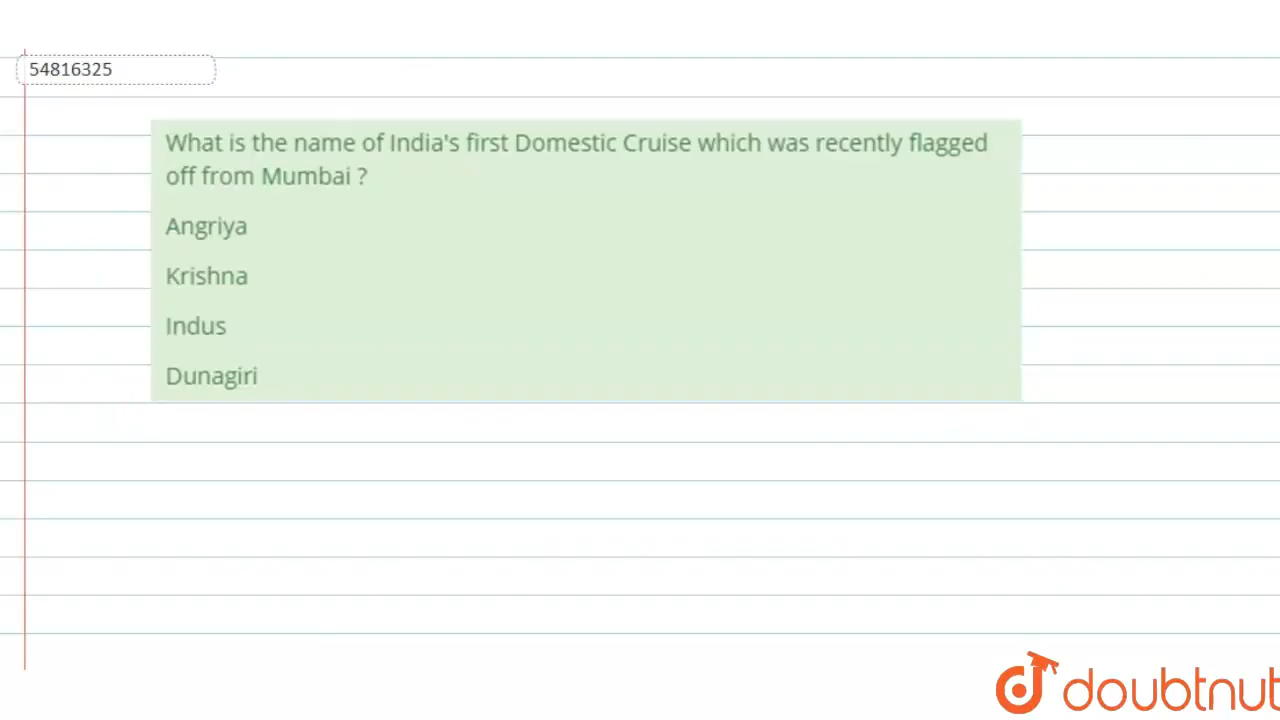 54816325
What is the name of India's first Domestic Cruise which was recently flagged
off from Mumbai ?
Angriya
Krishna
Indus
Dunagiri
doubtnut